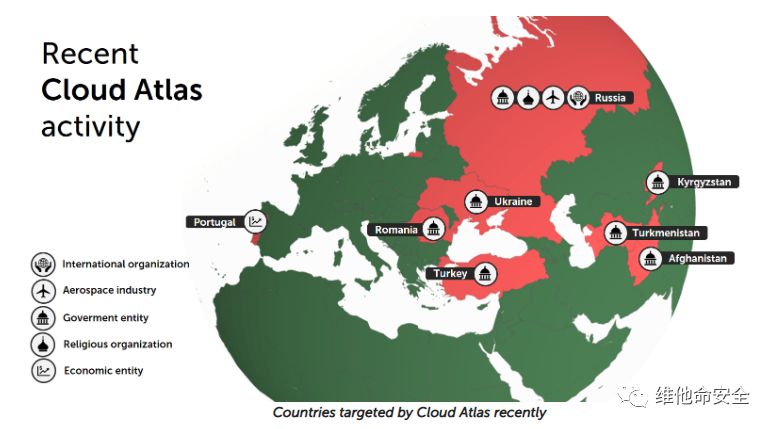 Recent
Cloud Atlas
activity
Russia
Kyrgyzstan
Ukraine
Portugal
Romania
Turkmenistan
Afghanistan
Turkey
International organization
Aerospace industry
Goverment entity
Religious organization
Economic entity
维他命安全
Countries targeted by Cloud Atlas recently